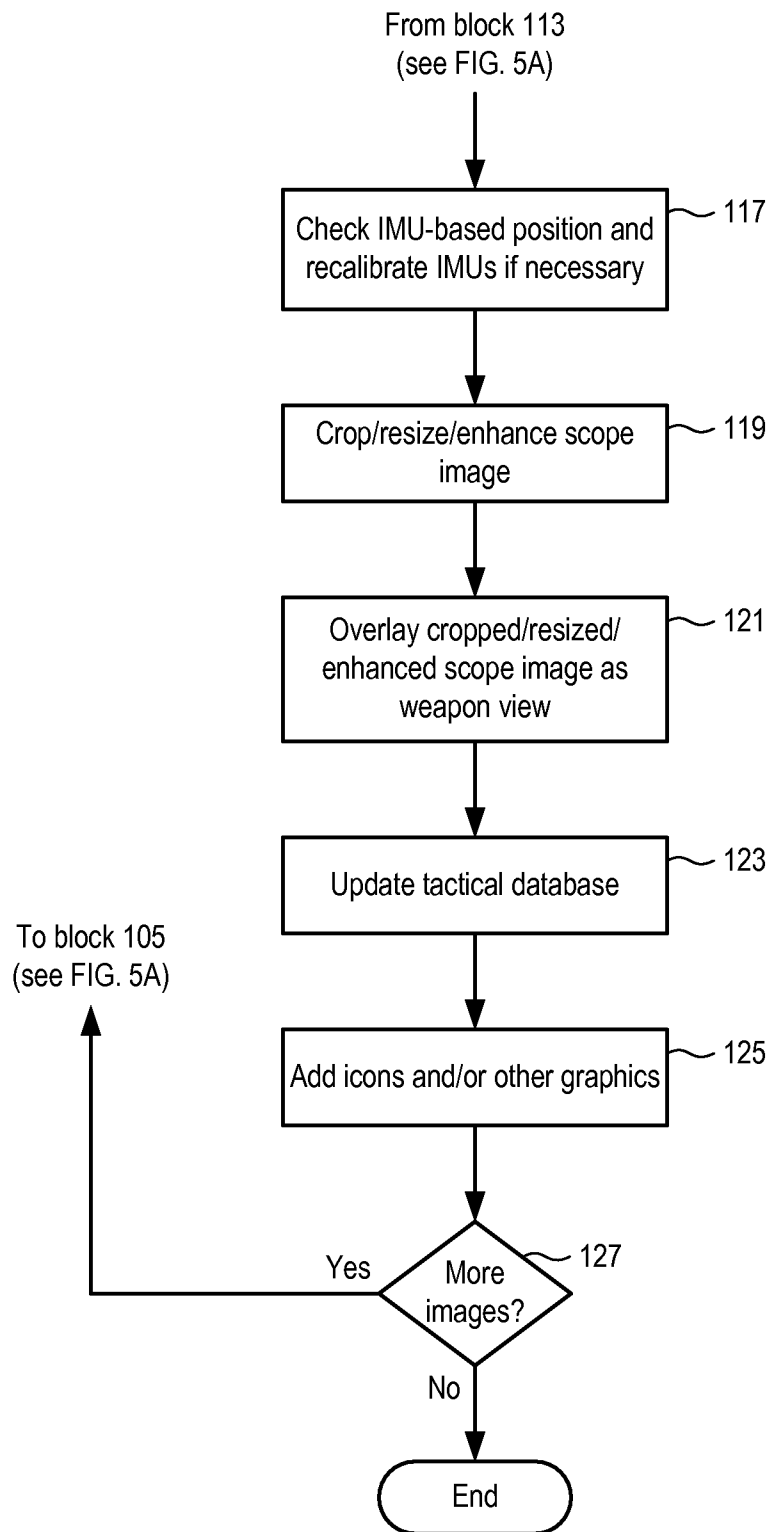 From block 113
(see FIG. 5A)
Check IMU-based position and
recalibrate IMUs if necessary
117
Crop/resize/enhance scope
image
119
Overlay cropped/resized/
enhanced scope image as
weapon view
121
Update tactical database
123
To block 105
(see FIG. 5A)
Add icons and/or other graphics
125
More
images?
127
Yes
No
End